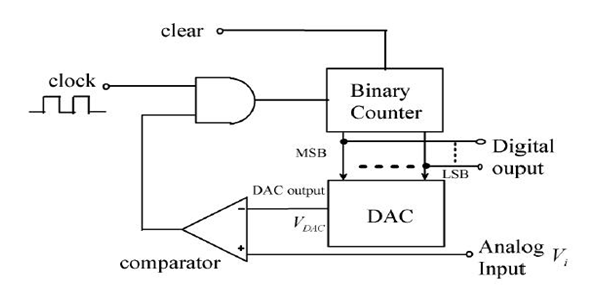 clear
clock
Binary
Counter
MSB
Digital
ouput
LSB
DAC output
V_DAC
DAC
-
+
comparator
Analog
Input V_i